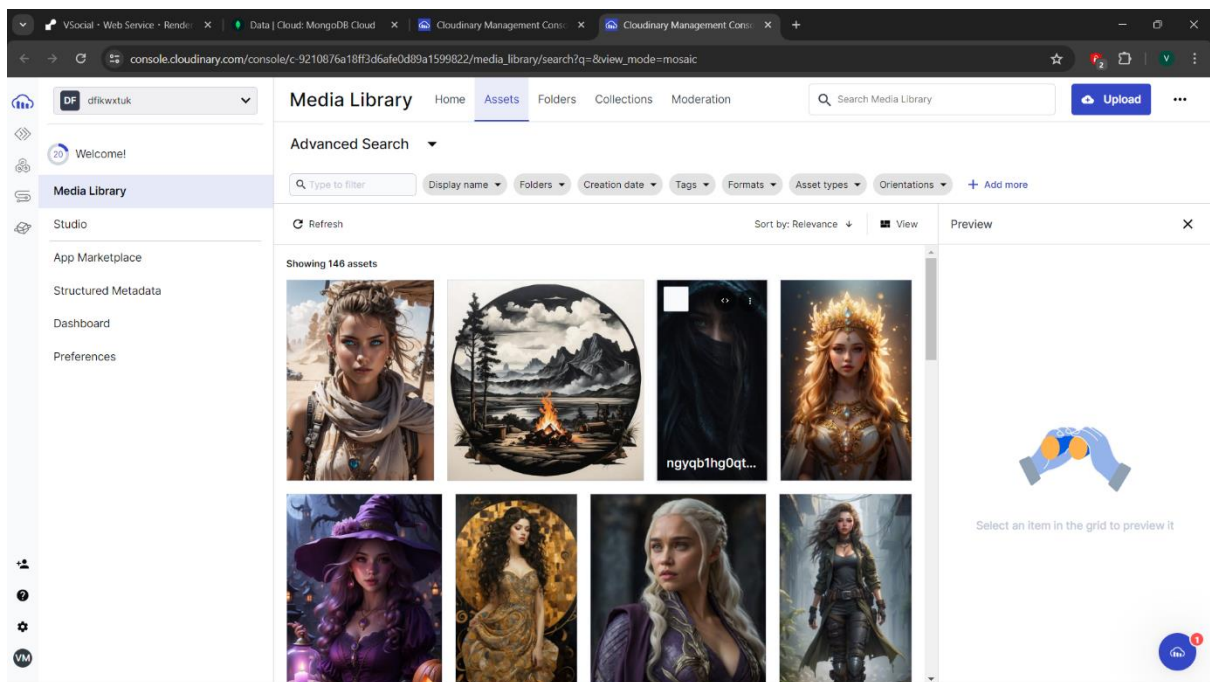 VSocial · Web Service · Render
Data | Cloud: MongoDB Cloud
Cloudinary Management Conso
Cloudinary Management Conso
console.cloudinary.com/console/c-9210876a18ff3d6afe0d89a1599822/media_library/search?q=&view_mode=mosaic
2
V
DF dfikwxtuk
Media Library
Home Assets Folders Collections Moderation
Search Media Library
Upload
20 Welcome!
Media Library
Studio
App Marketplace
Structured Metadata
Dashboard
Preferences
VM
Advanced Search
Type to filter
Display name Folders Creation date Tags Formats Asset types Orientations + Add more
Refresh
Sort by: Relevance
View
Preview
Showing 146 assets
ngyqb1hg0qt...
Select an item in the grid to preview it
1